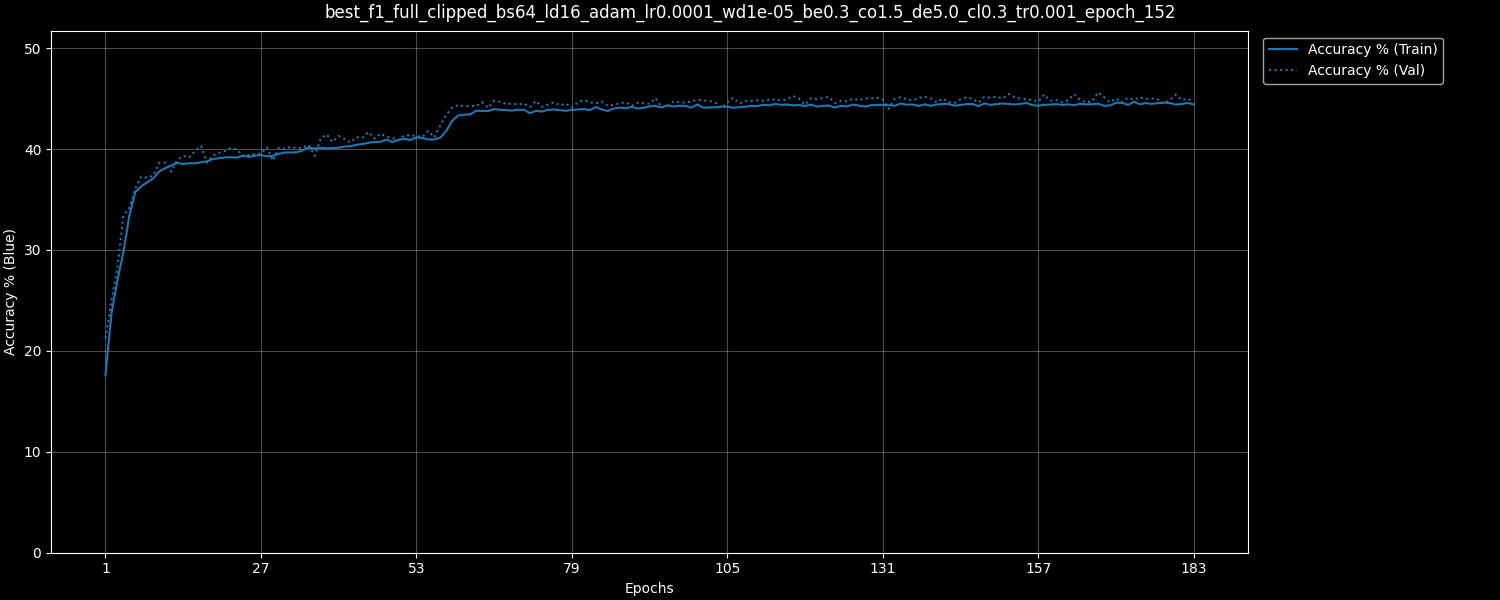 best_f1_full_clipped_bs64_ld16_adam_lr0.0001_wd1e-05_be0.3_co1.5_de5.0_cl0.3_tr0.001_epoch_152
Accuracy % (Train)
Accuracy % (Val)
Accuracy % (Blue)
50
40
30
20
10
0
1 27 53 79 105 131 157 183
Epochs